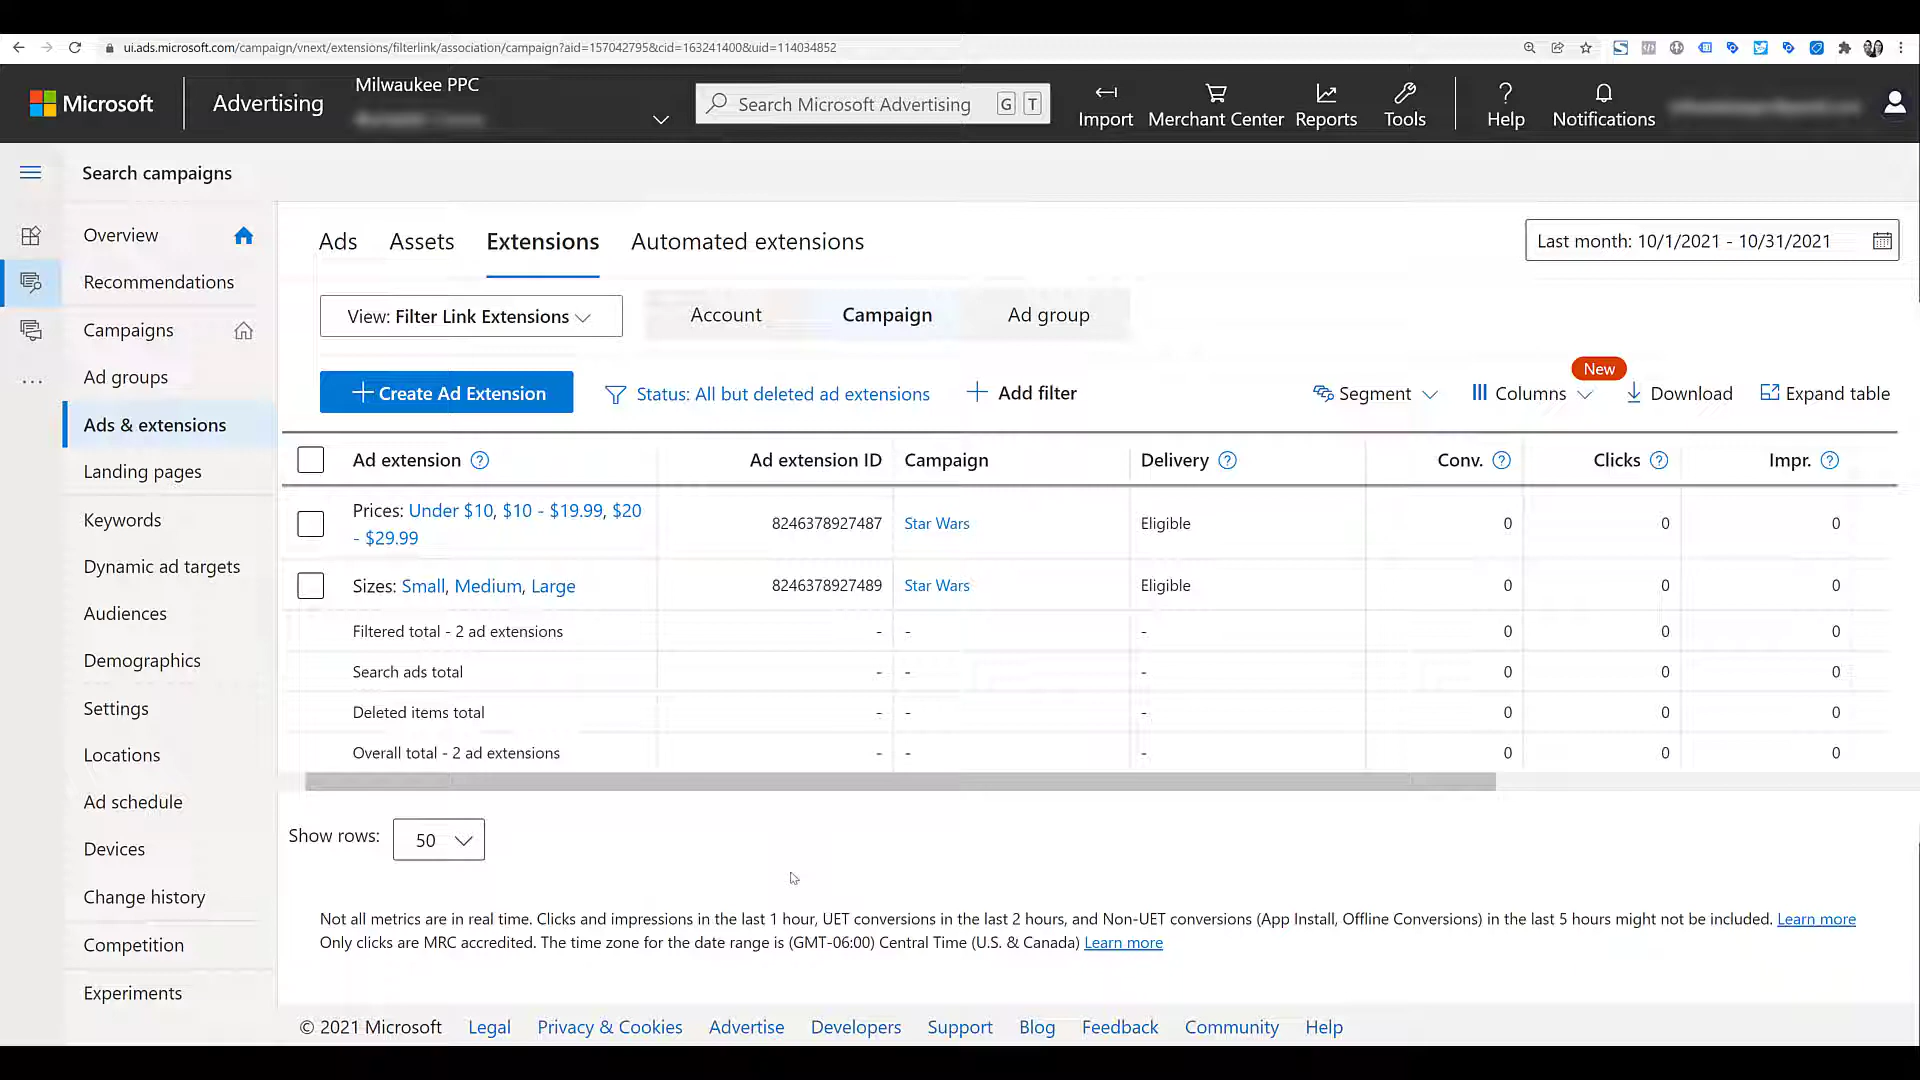 ui.ads.microsoft.com/campaign/vnext/extensions/filterlink/association/campaign?aid=157042795&cid=163241400&uid=114034852
Microsoft
Advertising
Milwaukee PPC
Search Microsoft Advertising G T
Import
Merchant Center
Reports
Tools
Help
Notifications
Search campaigns
Overview
Recommendations
Campaigns
Ad groups
Ads & extensions
Landing pages
Keywords
Dynamic ad targets
Audiences
Demographics
Settings
Locations
Ad schedule
Devices
Change history
Competition
Experiments
Ads Assets Extensions Automated extensions
Last month: 10/1/2021 - 10/31/2021
View: Filter Link Extensions
Account Campaign Ad group
+ Create Ad Extension
Status: All but deleted ad extensions
+ Add filter
Segment
New
Columns
Download
Expand table
Ad extension ? Ad extension ID Campaign Delivery ? Conv. ? Clicks ? Impr. ?
Prices: Under $10, $10 - $19.99, $20
- $29.99
8246378927487 Star Wars Eligible 0 0 0
Sizes: Small, Medium, Large 8246378927489 Star Wars Eligible 0 0 0
Filtered total - 2 ad extensions - - - 0 0 0
Search ads total - - - 0 0 0
Deleted items total - - - 0 0 0
Overall total - 2 ad extensions - - - 0 0 0
Show rows: 50
Not all metrics are in real time. Clicks and impressions in the last 1 hour, UET conversions in the last 2 hours, and Non-UET conversions (App Install, Offline Conversions) in the last 5 hours might not be included. Learn more
Only clicks are MRC accredited. The time zone for the date range is (GMT-06:00) Central Time (U.S. & Canada) Learn more
© 2021 Microsoft Legal Privacy & Cookies Advertise Developers Support Blog Feedback Community Help